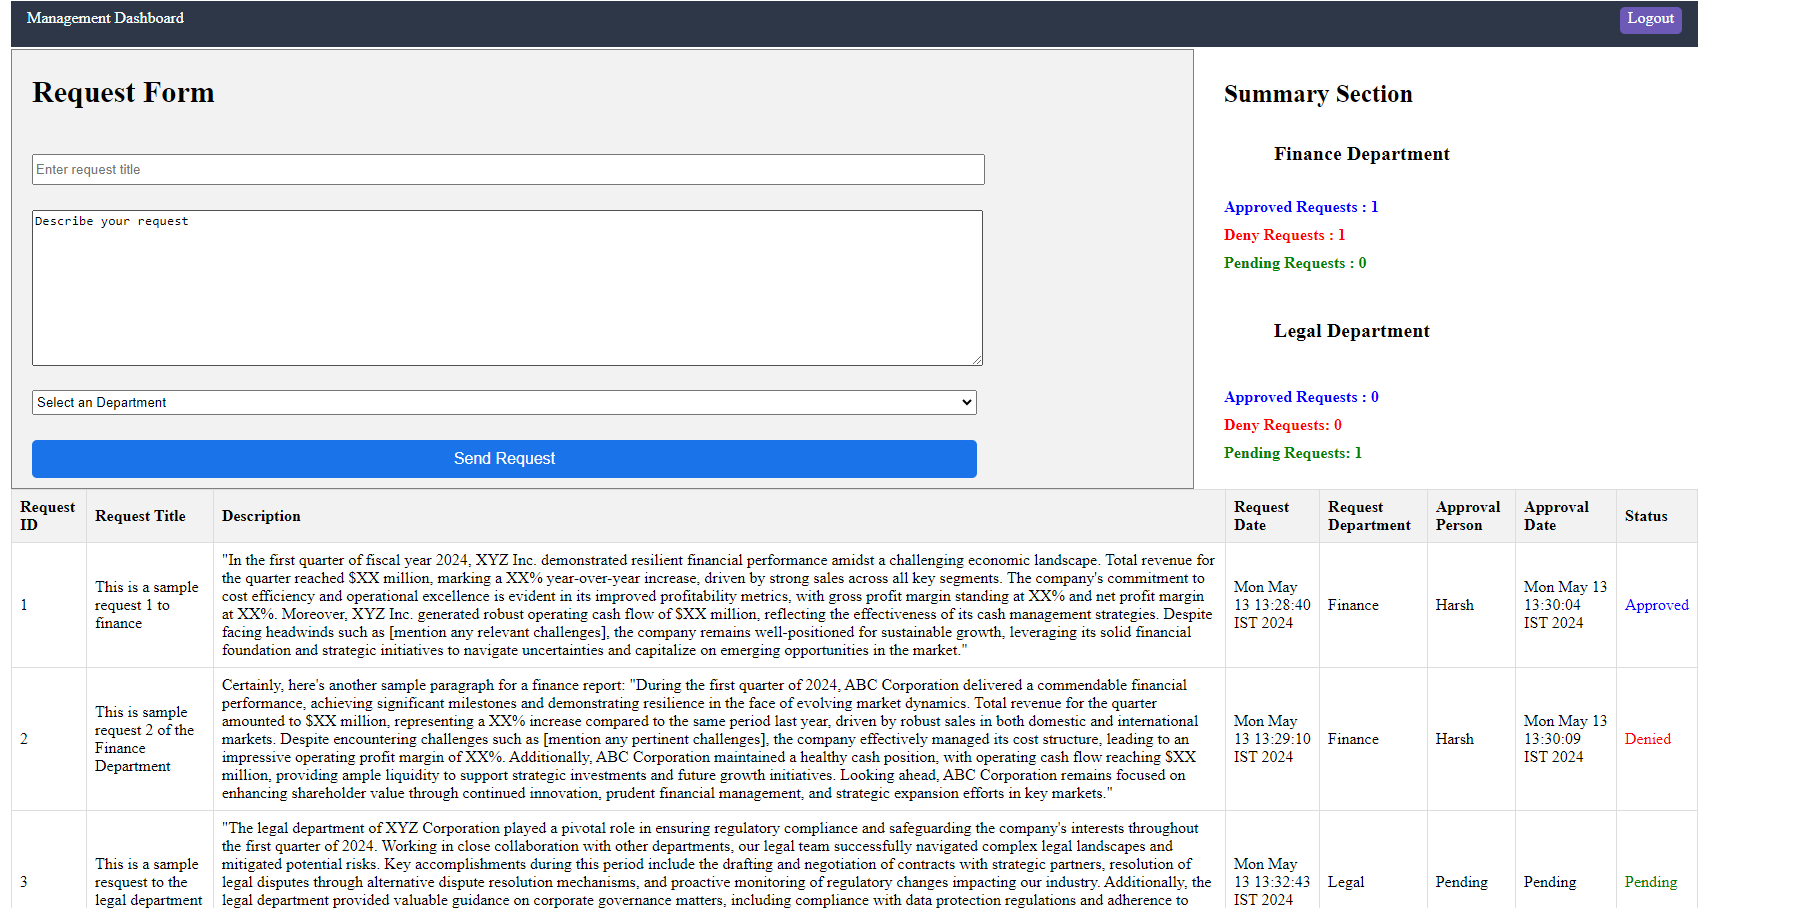 Management Dashboard
Logout
Request Form
Enter request title
Describe your request
Select an Department
Send Request
Summary Section
Finance Department
Approved Requests : 1
Deny Requests : 1
Pending Requests : 0
Legal Department
Approved Requests : 0
Deny Requests: 0
Pending Requests: 1
Request
ID
Request Title
Description
Request
Date
Request
Department
Approval
Person
Approval
Date
Status
1
This is a sample
request 1 to
finance
"In the first quarter of fiscal year 2024, XYZ Inc. demonstrated resilient financial performance amidst a challenging economic landscape. Total revenue for
the quarter reached $XX million, marking a XX% year-over-year increase, driven by strong sales across all key segments. The company's commitment to
cost efficiency and operational excellence is evident in its improved profitability metrics, with gross profit margin standing at XX% and net profit margin
at XX%. Moreover, XYZ Inc. generated robust operating cash flow of $XX million, reflecting the effectiveness of its cash management strategies. Despite
facing headwinds such as [mention any relevant challenges], the company remains well-positioned for sustainable growth, leveraging its solid financial
foundation and strategic initiatives to navigate uncertainties and capitalize on emerging opportunities in the market."
Mon May
13 13:28:40
IST 2024
Finance
Harsh
Mon May 13
13:30:04
IST 2024
Approved
2
This is sample
request 2 of the
Finance
Department
Certainly, here's another sample paragraph for a finance report: "During the first quarter of 2024, ABC Corporation delivered a commendable financial
performance, achieving significant milestones and demonstrating resilience in the face of evolving market dynamics. Total revenue for the quarter
amounted to $XX million, representing a XX% increase compared to the same period last year, driven by robust sales in both domestic and international
markets. Despite encountering challenges such as [mention any pertinent challenges], the company effectively managed its cost structure, leading to an
impressive operating profit margin of XX%. Additionally, ABC Corporation maintained a healthy cash position, with operating cash flow reaching $XX
million, providing ample liquidity to support strategic investments and future growth initiatives. Looking ahead, ABC Corporation remains focused on
enhancing shareholder value through continued innovation, prudent financial management, and strategic expansion efforts in key markets."
Mon May
13 13:29:10
IST 2024
Finance
Harsh
Mon May 13
13:30:09
IST 2024
Denied
3
This is a sample
resquest to the
legal department
"The legal department of XYZ Corporation played a pivotal role in ensuring regulatory compliance and safeguarding the company's interests throughout
the first quarter of 2024. Working in close collaboration with other departments, our legal team successfully navigated complex legal landscapes and
mitigated potential risks. Key accomplishments during this period include the drafting and negotiation of contracts with strategic partners, resolution of
legal disputes through alternative dispute resolution mechanisms, and proactive monitoring of regulatory changes impacting our industry. Additionally, the
legal department provided valuable guidance on corporate governance matters, including compliance with data protection regulations and adherence to
Mon May
13 13:32:43
IST 2024
Legal
Pending
Pending
Pending